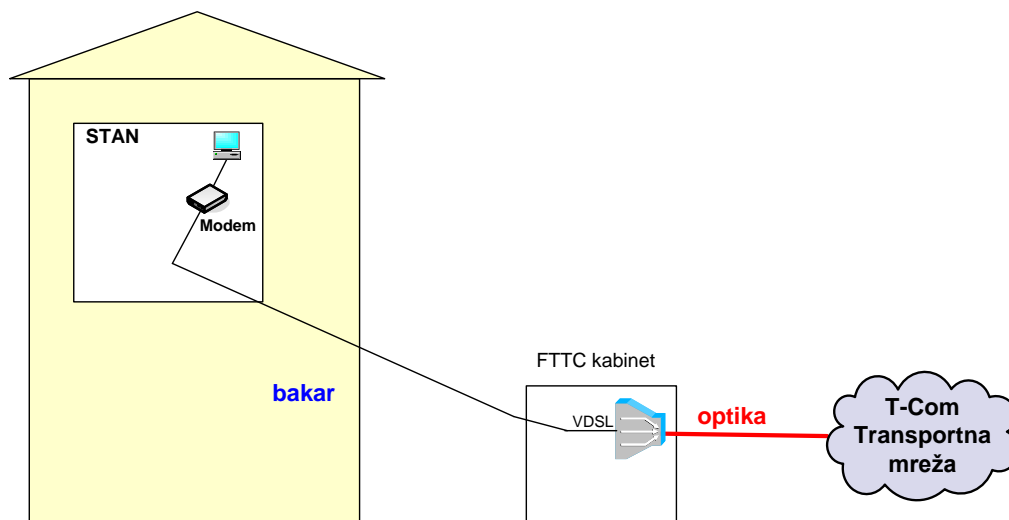 STAN
Modem
bakar
FTTC kabinet
VDSL
optika
T-Com
Transportna
mreža